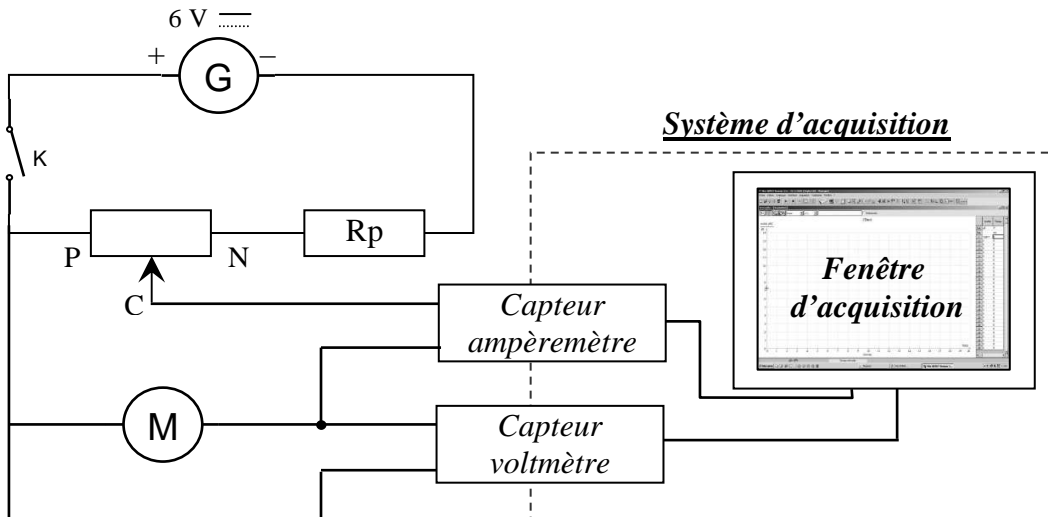 6 V
+
–
G
K
Système d’acquisition
P
N
Rp
C
Capteur
ampèremètre
Fenêtre
d’acquisition
M
Capteur
voltmètre